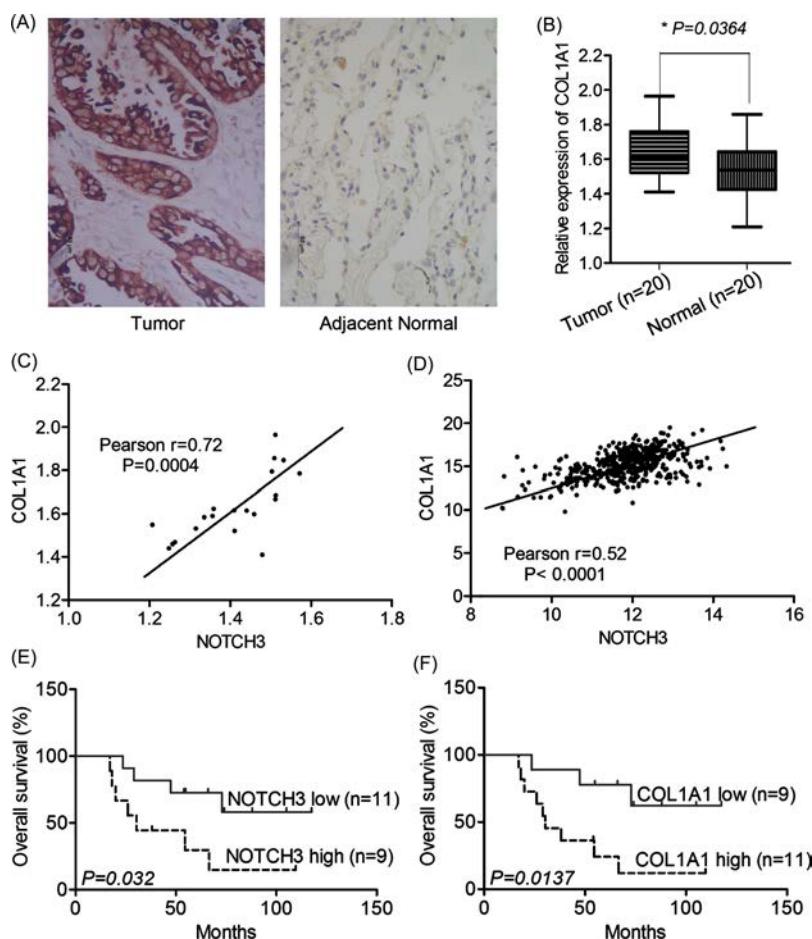 (A)
Tumor
Adjacent Normal
(B)
* P=0.0364
Relative expression of COL1A1
2.2
2.0
1.8
1.6
1.4
1.2
1.0
Tumor (n=20)
Normal (n=20)
(C)
COL1A1
2.2
2.0
1.8
1.6
1.4
1.2
Pearson r=0.72
P=0.0004
1.0
1.2
1.4
1.6
1.8
NOTCH3
(D)
COL1A1
25
20
15
10
5
0
Pearson r=0.52
P< 0.0001
8
10
12
14
16
NOTCH3
(E)
Overall survival (%)
150
100
50
0
NOTCH3 low (n=11)
NOTCH3 high (n=9)
P=0.032
0
50
100
150
Months
(F)
Overall survival (%)
150
100
50
0
COL1A1 low (n=9)
COL1A1 high (n=11)
P=0.0137
0
50
100
150
Months